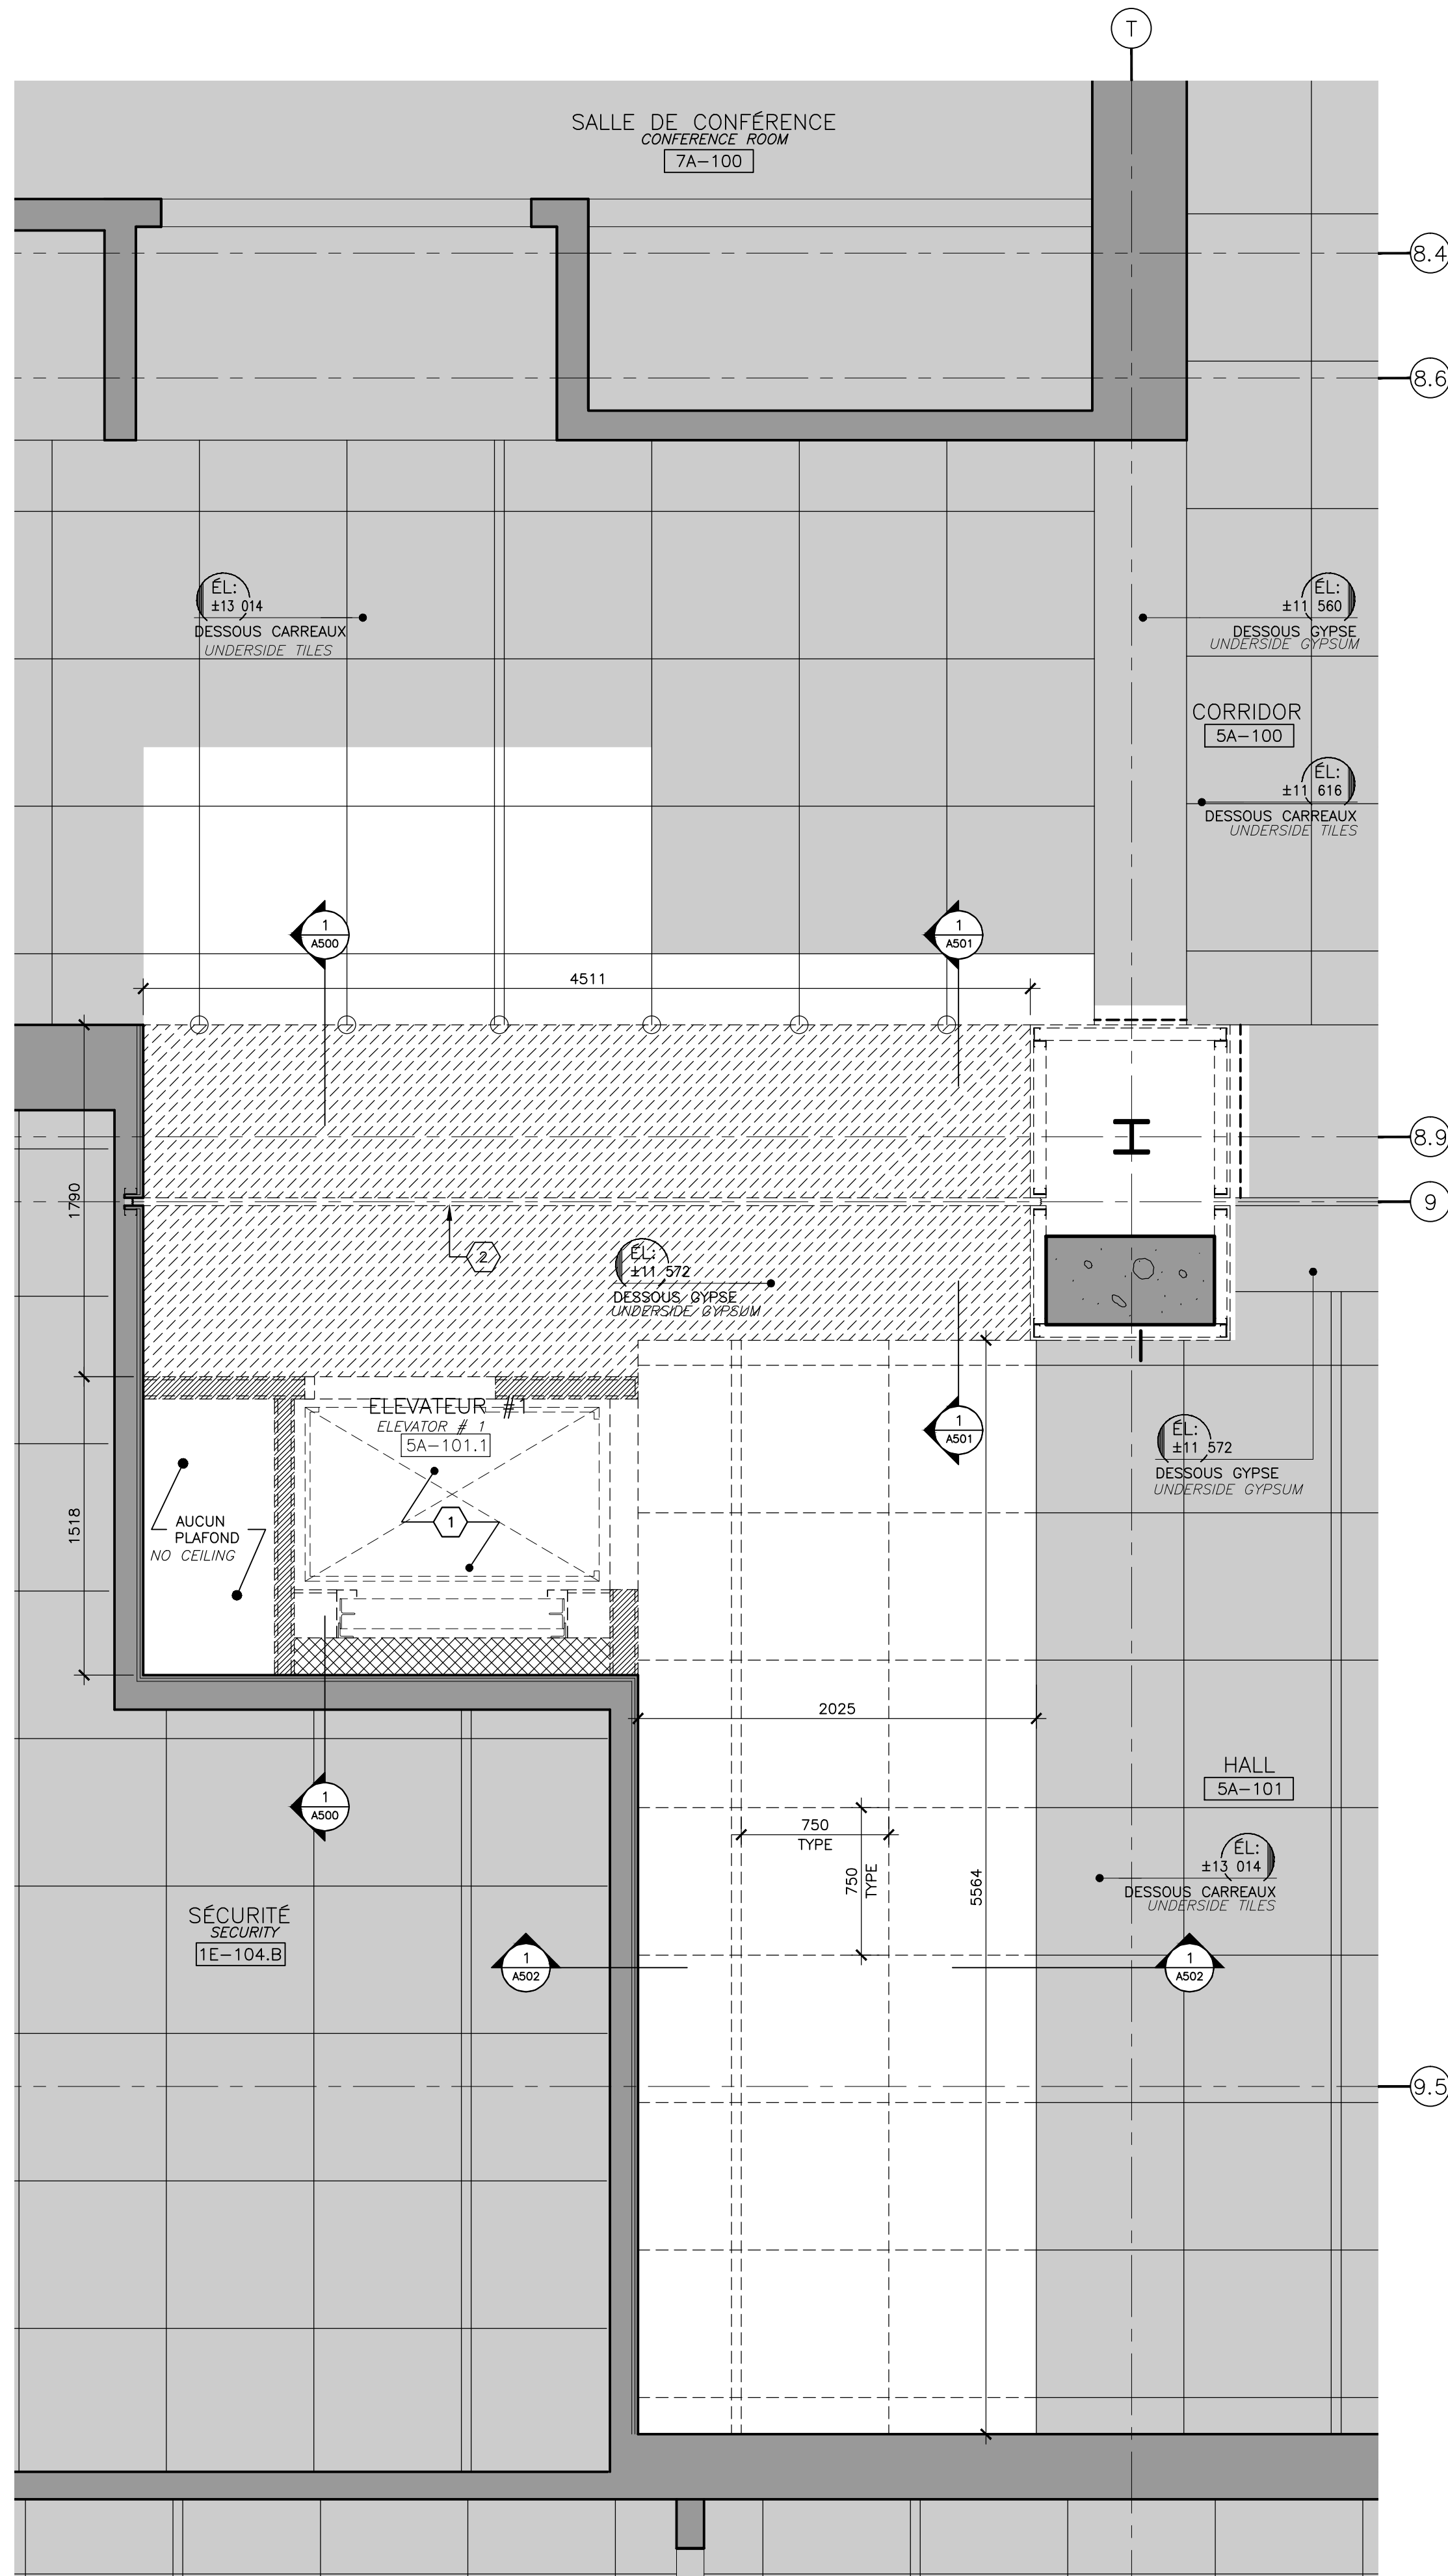 T
SALLE DE CONFÉRENCE
CONFERENCE ROOM
7A-100
8.4
8.6
ÉL:
±13 014
DESSOUS CARREAUX
UNDERSIDE TILES
ÉL:
±11 560
DESSOUS GYPSE
UNDERSIDE GYPSUM
CORRIDOR
5A-100
ÉL:
±11 616
DESSOUS CARREAUX
UNDERSIDE TILES
1
A500
1
A501
4511
8.9
1790
9
2
ÉL:
±11 572
DESSOUS GYPSE
UNDERSIDE GYPSUM
ELEVATEUR #1
ELEVATOR # 1
5A-101.1
1
A501
ÉL:
±11 572
DESSOUS GYPSE
UNDERSIDE GYPSUM
1518
AUCUN
PLAFOND
NO CEILING
1
2025
HALL
5A-101
1
A500
750
TYPE
750
TYPE
5564
ÉL:
±13 014
DESSOUS CARREAUX
UNDERSIDE TILES
SÉCURITÉ
SECURITY
1E-104.B
1
A502
1
A502
9.5